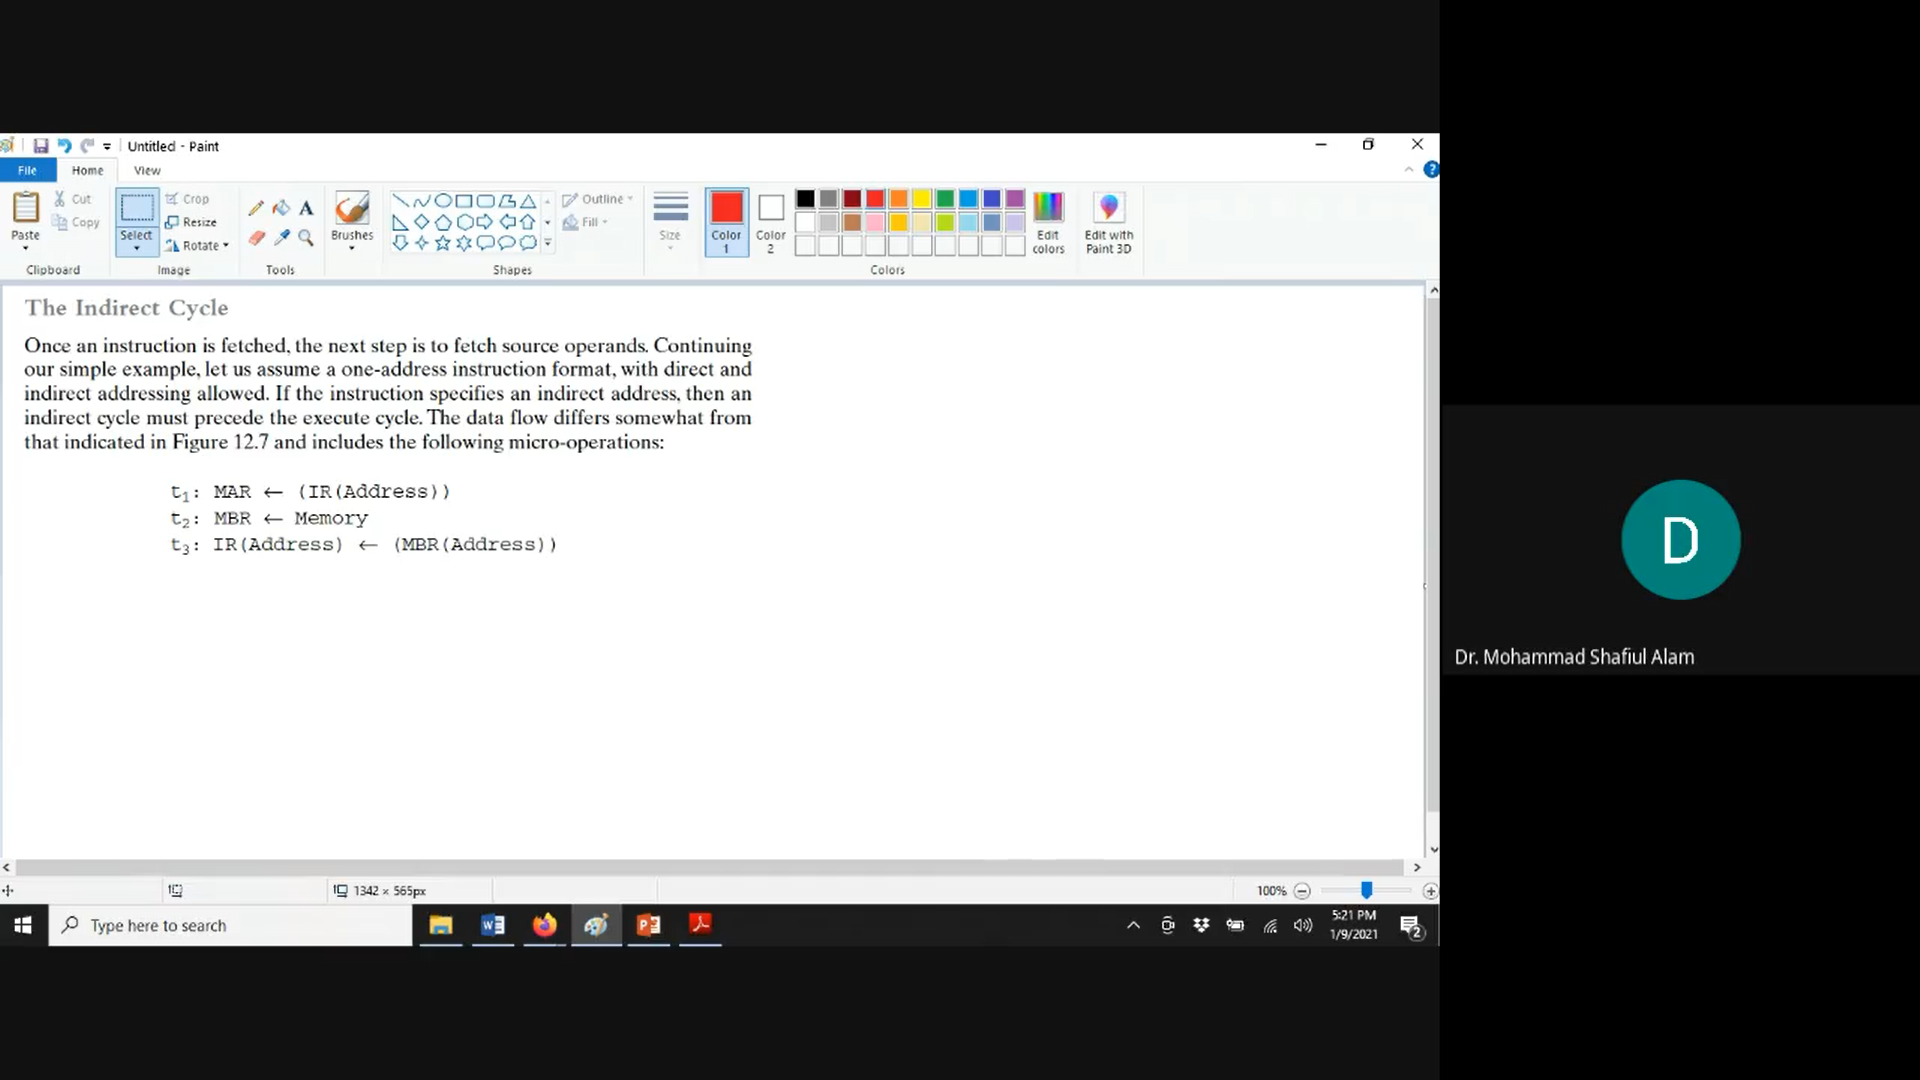 Untitled - Paint
File Home View
Paste
Cut
Copy
Clipboard
Select
Crop
Resize
Rotate
Image
Tools
Brushes
Shapes
Outline
Fill
Size
Color 1
Color 2
Colors
Edit colors
Edit with Paint 3D
The Indirect Cycle
Once an instruction is fetched, the next step is to fetch source operands. Continuing
our simple example, let us assume a one-address instruction format, with direct and
indirect addressing allowed. If the instruction specifies an indirect address, then an
indirect cycle must precede the execute cycle. The data flow differs somewhat from
that indicated in Figure 12.7 and includes the following micro-operations:
t₁: MAR ← (IR(Address))
t₂: MBR ← Memory
t₃: IR(Address) ← (MBR(Address))
D
Dr. Mohammad Shafiul Alam
1342 × 565px
100%
Type here to search
5:21 PM
1/9/2021
2